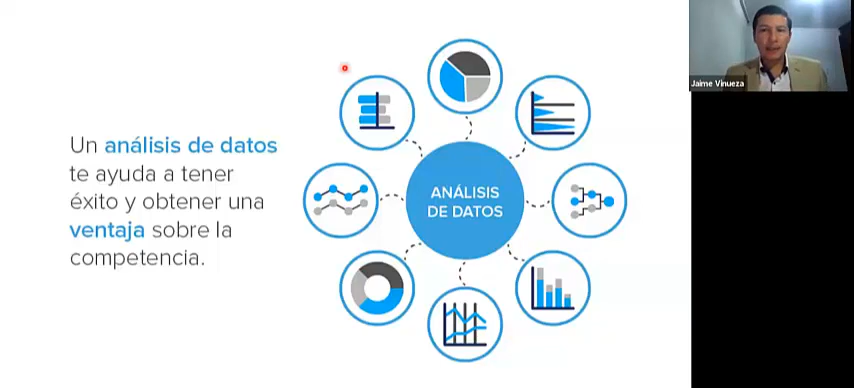 Un análisis de datos
te ayuda a tener
éxito y obtener una
ventaja sobre la
competencia.
ANÁLISIS
DE DATOS
Jaime Vinueza